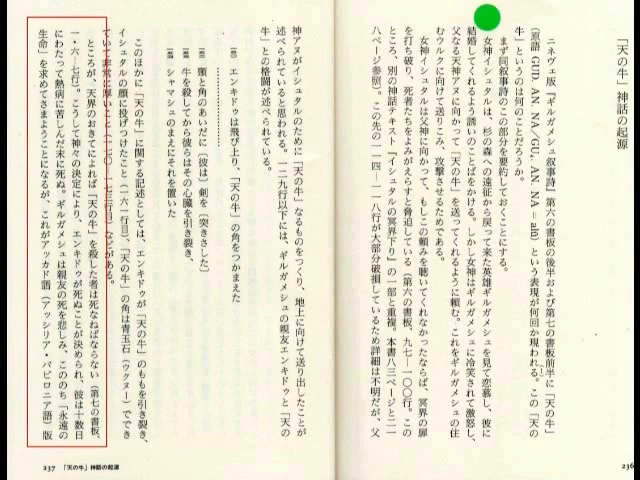 「天の牛」神話の起源
ニネヴェ版『ギルガメシュ叙事詩』第六の書板の後半および第七の書板前半に「天の牛」
（原語 GUD. AN. NA／GU₄. AN. NA＝alû）という表現が何回か現われる。この「天の
牛」というのは何のことだろうか。
まず同叙事詩のこの部分を要約しておくことにする。
女神イシュタルは、杉の森への遠征から戻って来た英雄ギルガメシュを見て恋慕し、彼に
結婚してくれるよう誘いのことばをかける。しかし女神はギルガメシュに冷笑されて激怒し、
父なる天神アヌに向かって「天の牛」を送ってくれるように頼む。これをギルガメシュの住
むウルクに向けて送りこみ、攻撃させるためである。
女神イシュタルは父神に向かって、もしこの頼みを聴いてくれなかったならば、冥界の扉
を打ち破り、死者たちをよみがえらすと脅迫している（第六の書板、九七―一〇〇行。この
ところ、別の神話テキスト『イシュタルの冥界下り』の一部と重複。本書八三ページと二一
八ページ参照）。この先の一一四―一一八行が大部分破損しているため詳細は不明だが、父
236
神アヌがイシュタルのために「天の牛」なるものをつくり、地上に向けて送り出したことが
述べられていると思われる。一二九行以下には、ギルガメシュの親友エンキドゥと「天の
牛」との格闘が述べられている。
エンキドゥは飛び上り、「天の牛」の角をつかまえた
頸と角のあいだに〔彼は〕剣を〔突きさした〕
牛を殺してから彼らはその心臓を引き裂き、
シャマシュのまえにそれを置いた
このほかに「天の牛」に関する記述としては、エンキドゥが「天の牛」のももを引き裂き、
イシュタルの顔に投げつけたこと（一六一行目）、「天の牛」の角は青玉石（ウクヌー）ででき
ていて非常に厚いこと（一七〇―一七三行目）などがある。
ところが、天界のおきてによれば「天の牛」を殺した者は死なねばならない（第七の書板、
一・六―七行）。こうして神々の決定により、エンキドゥが死ぬことが決められ、彼は十数日
にわたって熱病に苦しんだ末に死ぬ。ギルガメシュは親友の死を悲しみ、こののち「永遠の
生命」を求めてさまようことになるが、これがアッカド語（アッシリア・バビロニア語）版
237 「天の牛」神話の起源